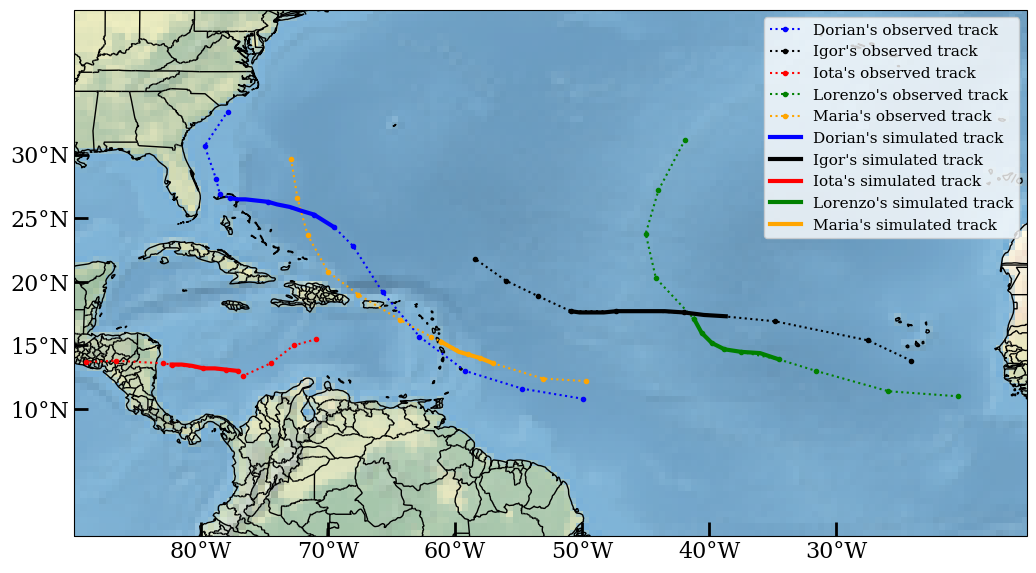 Dorian's observed track
Igor's observed track
Iota's observed track
Lorenzo's observed track
Maria's observed track
Dorian's simulated track
Igor's simulated track
Iota's simulated track
Lorenzo's simulated track
Maria's simulated track
30°N
25°N
20°N
15°N
10°N
80°W 70°W 60°W 50°W 40°W 30°W